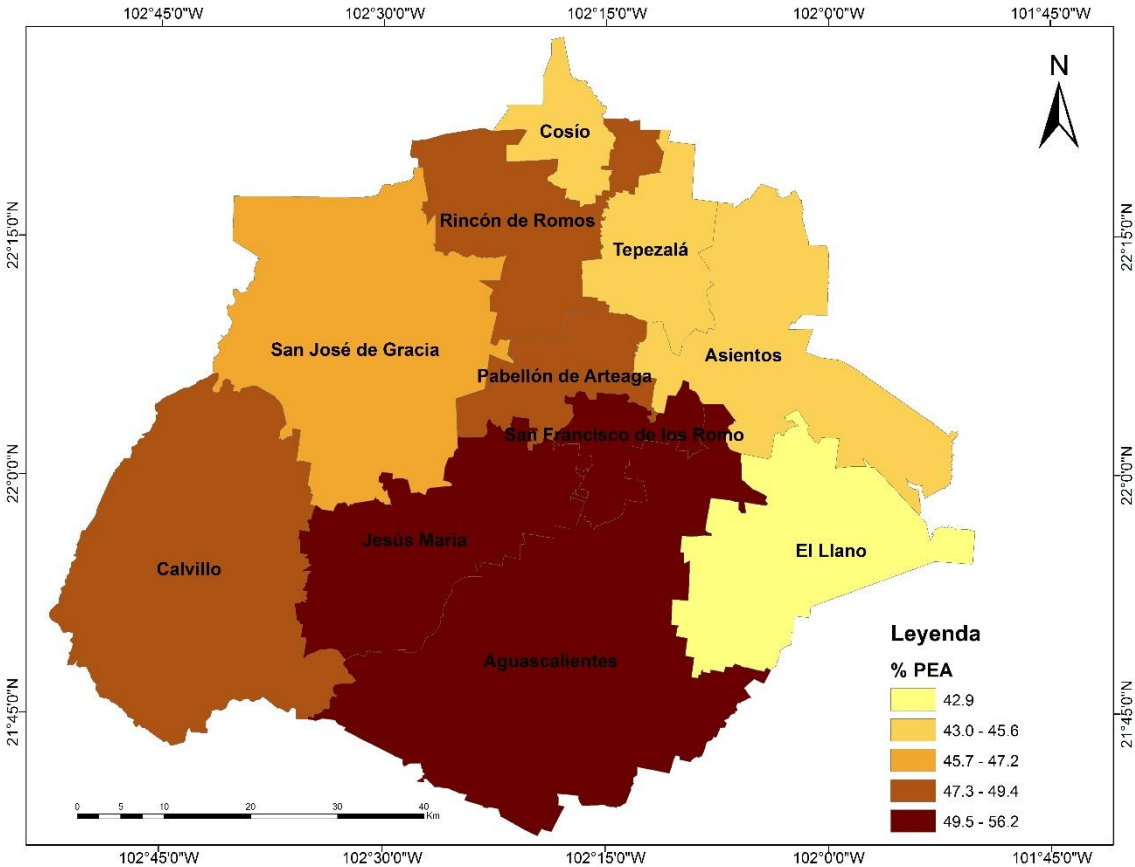 102°45'0"W 102°30'0"W 102°15'0"W 102°0'0"W 101°45'0"W
N
Cosío
Rincón de Romos
22°15'0"N
22°15'0"N
Tepezalá
San José de Gracia
Asientos
Pabellón de Arteaga
San Francisco de los Romo
22°0'0"N
22°0'0"N
Jesús María
El Llano
Calvillo
Leyenda
Aguascalientes
% PEA
42.9
21°45'0"N
21°45'0"N
43.0 - 45.6
45.7 - 47.2
47.3 - 49.4
0 5 10 20 30 40
Km
49.5 - 56.2
102°45'0"W 102°30'0"W 102°15'0"W 102°0'0"W 101°45'0"W